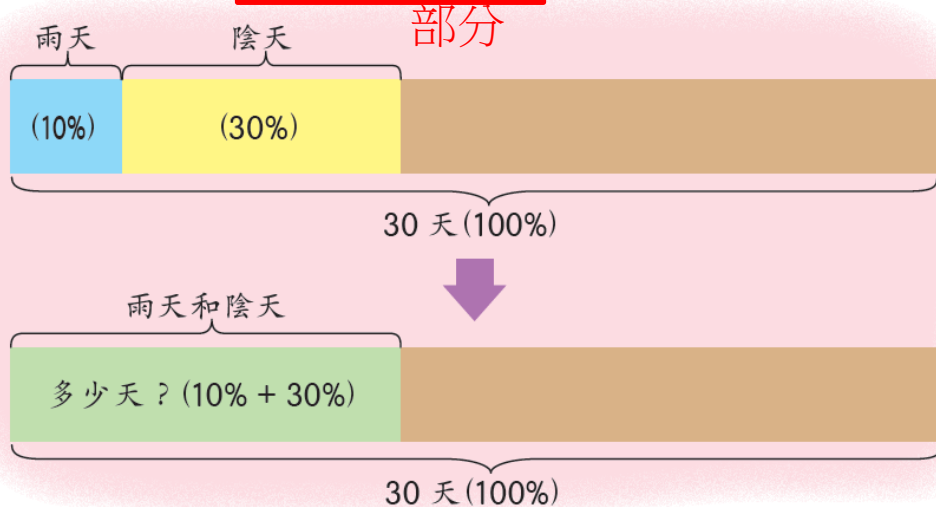 部分
雨天 陰天
(10%) (30%)
30 天(100%)
雨天和陰天
多少天？(10% + 30%)
30 天(100%)